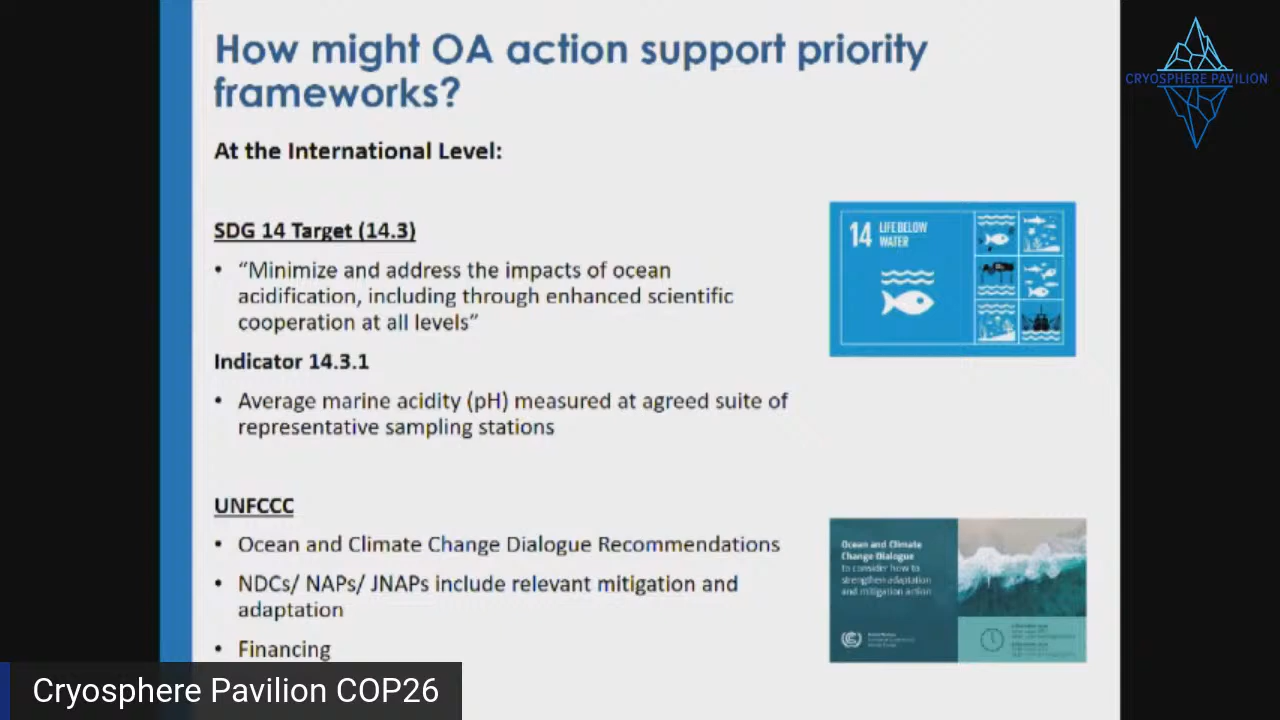 How might OA action support priority
frameworks?
CRYOSPHERE PAVILION
At the International Level:
SDG 14 Target (14.3)
• “Minimize and address the impacts of ocean
acidification, including through enhanced scientific
cooperation at all levels”
Indicator 14.3.1
• Average marine acidity (pH) measured at agreed suite of
representative sampling stations
14 LIFE BELOW
WATER
UNFCCC
• Ocean and Climate Change Dialogue Recommendations
• NDCs/ NAPs/ JNAPs include relevant mitigation and
adaptation
• Financing
Ocean and Climate
Change Dialogue
to consider how to
strengthen adaptation
and mitigation action
Cryosphere Pavilion COP26